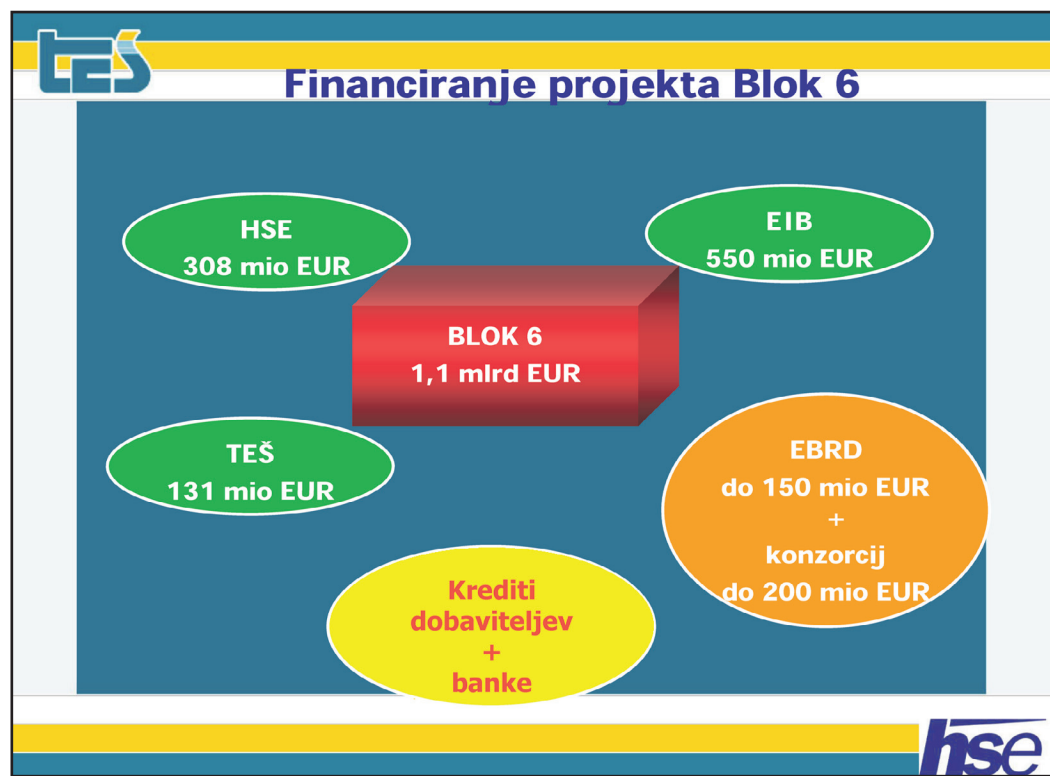 teš
Financiranje projekta Blok 6
HSE
308 mio EUR
EIB
550 mio EUR
BLOK 6
1,1 mlrd EUR
TEŠ
131 mio EUR
EBRD
do 150 mio EUR
+
konzorcij
do 200 mio EUR
Krediti
dobaviteljev
+
banke
hse